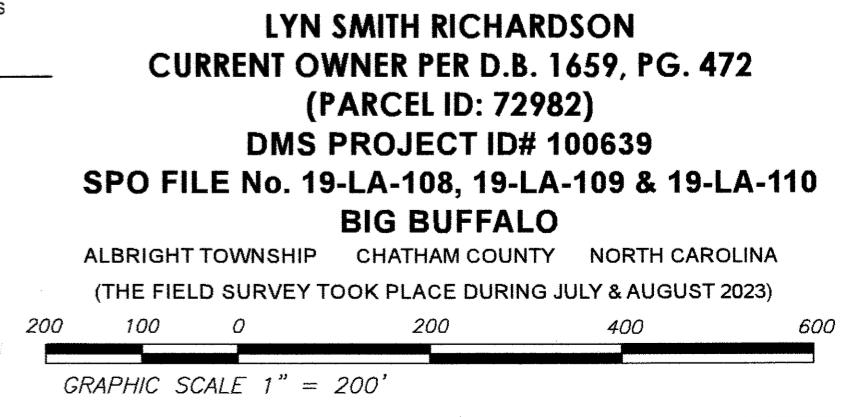 s
LYN SMITH RICHARDSON
CURRENT OWNER PER D.B. 1659, PG. 472
(PARCEL ID: 72982)
DMS PROJECT ID# 100639
SPO FILE No. 19-LA-108, 19-LA-109 & 19-LA-110
BIG BUFFALO
ALBRIGHT TOWNSHIP CHATHAM COUNTY NORTH CAROLINA
(THE FIELD SURVEY TOOK PLACE DURING JULY & AUGUST 2023)
200 100 0 200 400 600
GRAPHIC SCALE 1" = 200'